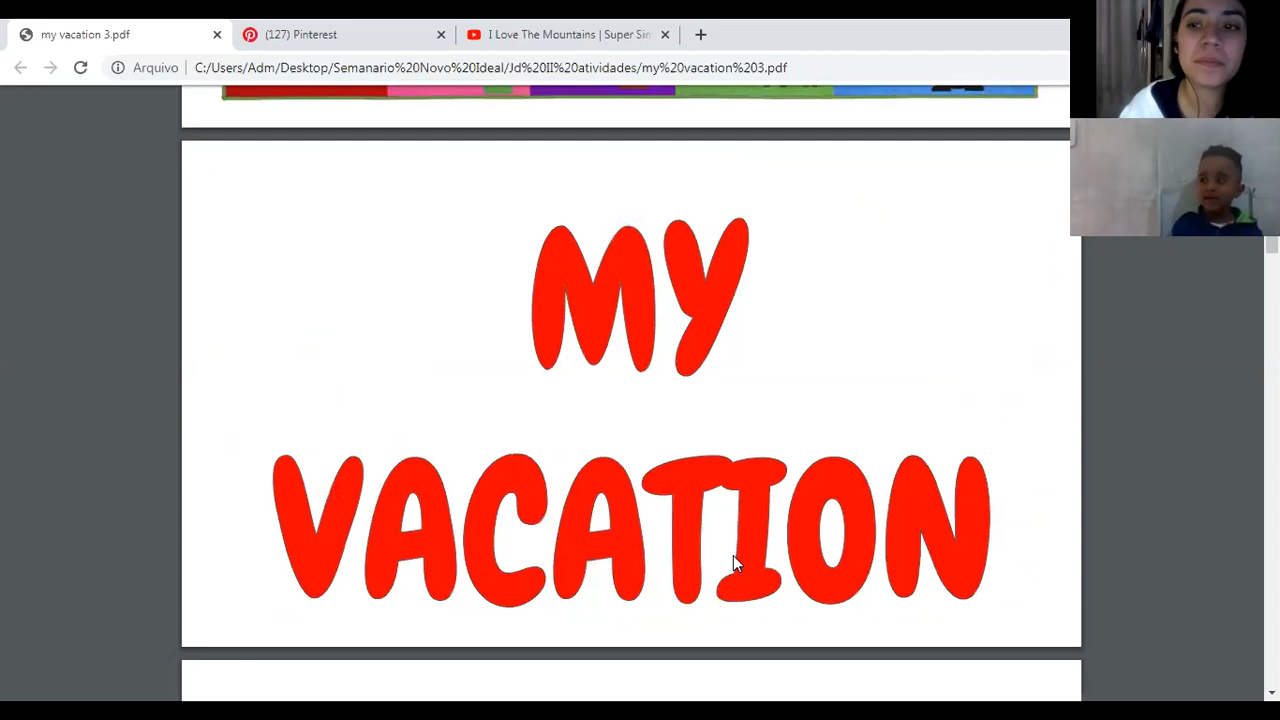 my vacation 3.pdf
(127) Pinterest
I Love The Mountains | Super Sin
Arquivo
C:/Users/Adm/Desktop/Semanario%20Novo%20Ideal/Jd%20II%20atividades/my%20vacation%203.pdf
MY
VACATION